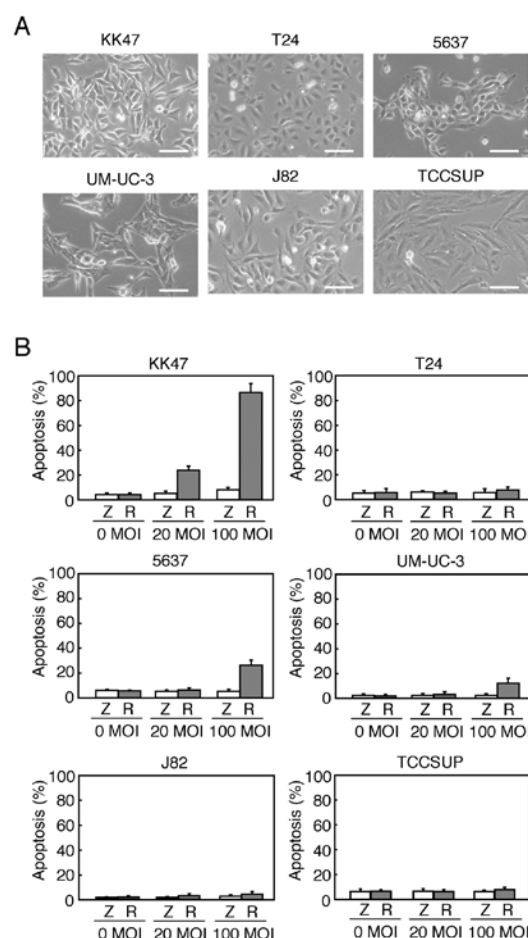 A
KK47 T24 5637
UM-UC-3 J82 TCCSUP
B
KK47
100
80
60
40
20
0
Apoptosis (%)
Z R Z R Z R
0 MOI 20 MOI 100 MOI
T24
100
80
60
40
20
0
Apoptosis (%)
Z R Z R Z R
0 MOI 20 MOI 100 MOI
5637
100
80
60
40
20
0
Apoptosis (%)
Z R Z R Z R
0 MOI 20 MOI 100 MOI
UM-UC-3
100
80
60
40
20
0
Apoptosis (%)
Z R Z R Z R
0 MOI 20 MOI 100 MOI
J82
100
80
60
40
20
0
Apoptosis (%)
Z R Z R Z R
0 MOI 20 MOI 100 MOI
TCCSUP
100
80
60
40
20
0
Apoptosis (%)
Z R Z R Z R
0 MOI 20 MOI 100 MOI